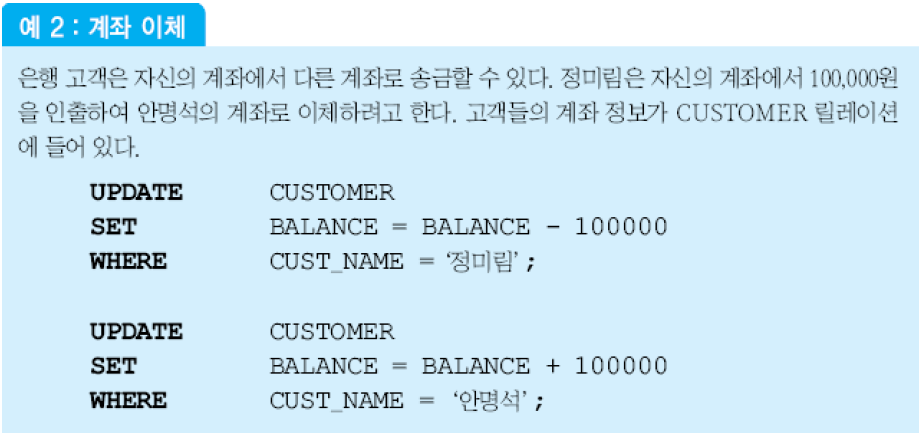 예 2 : 계좌 이체
은행 고객은 자신의 계좌에서 다른 계좌로 송금할 수 있다. 정미림은 자신의 계좌에서 100,000원
을 인출하여 안명석의 계좌로 이체하려고 한다. 고객들의 계좌 정보가 CUSTOMER 릴레이션
에 들어 있다.
UPDATE CUSTOMER
SET BALANCE = BALANCE - 100000
WHERE CUST_NAME = ‘정미림’;
UPDATE CUSTOMER
SET BALANCE = BALANCE + 100000
WHERE CUST_NAME = ‘안명석’;